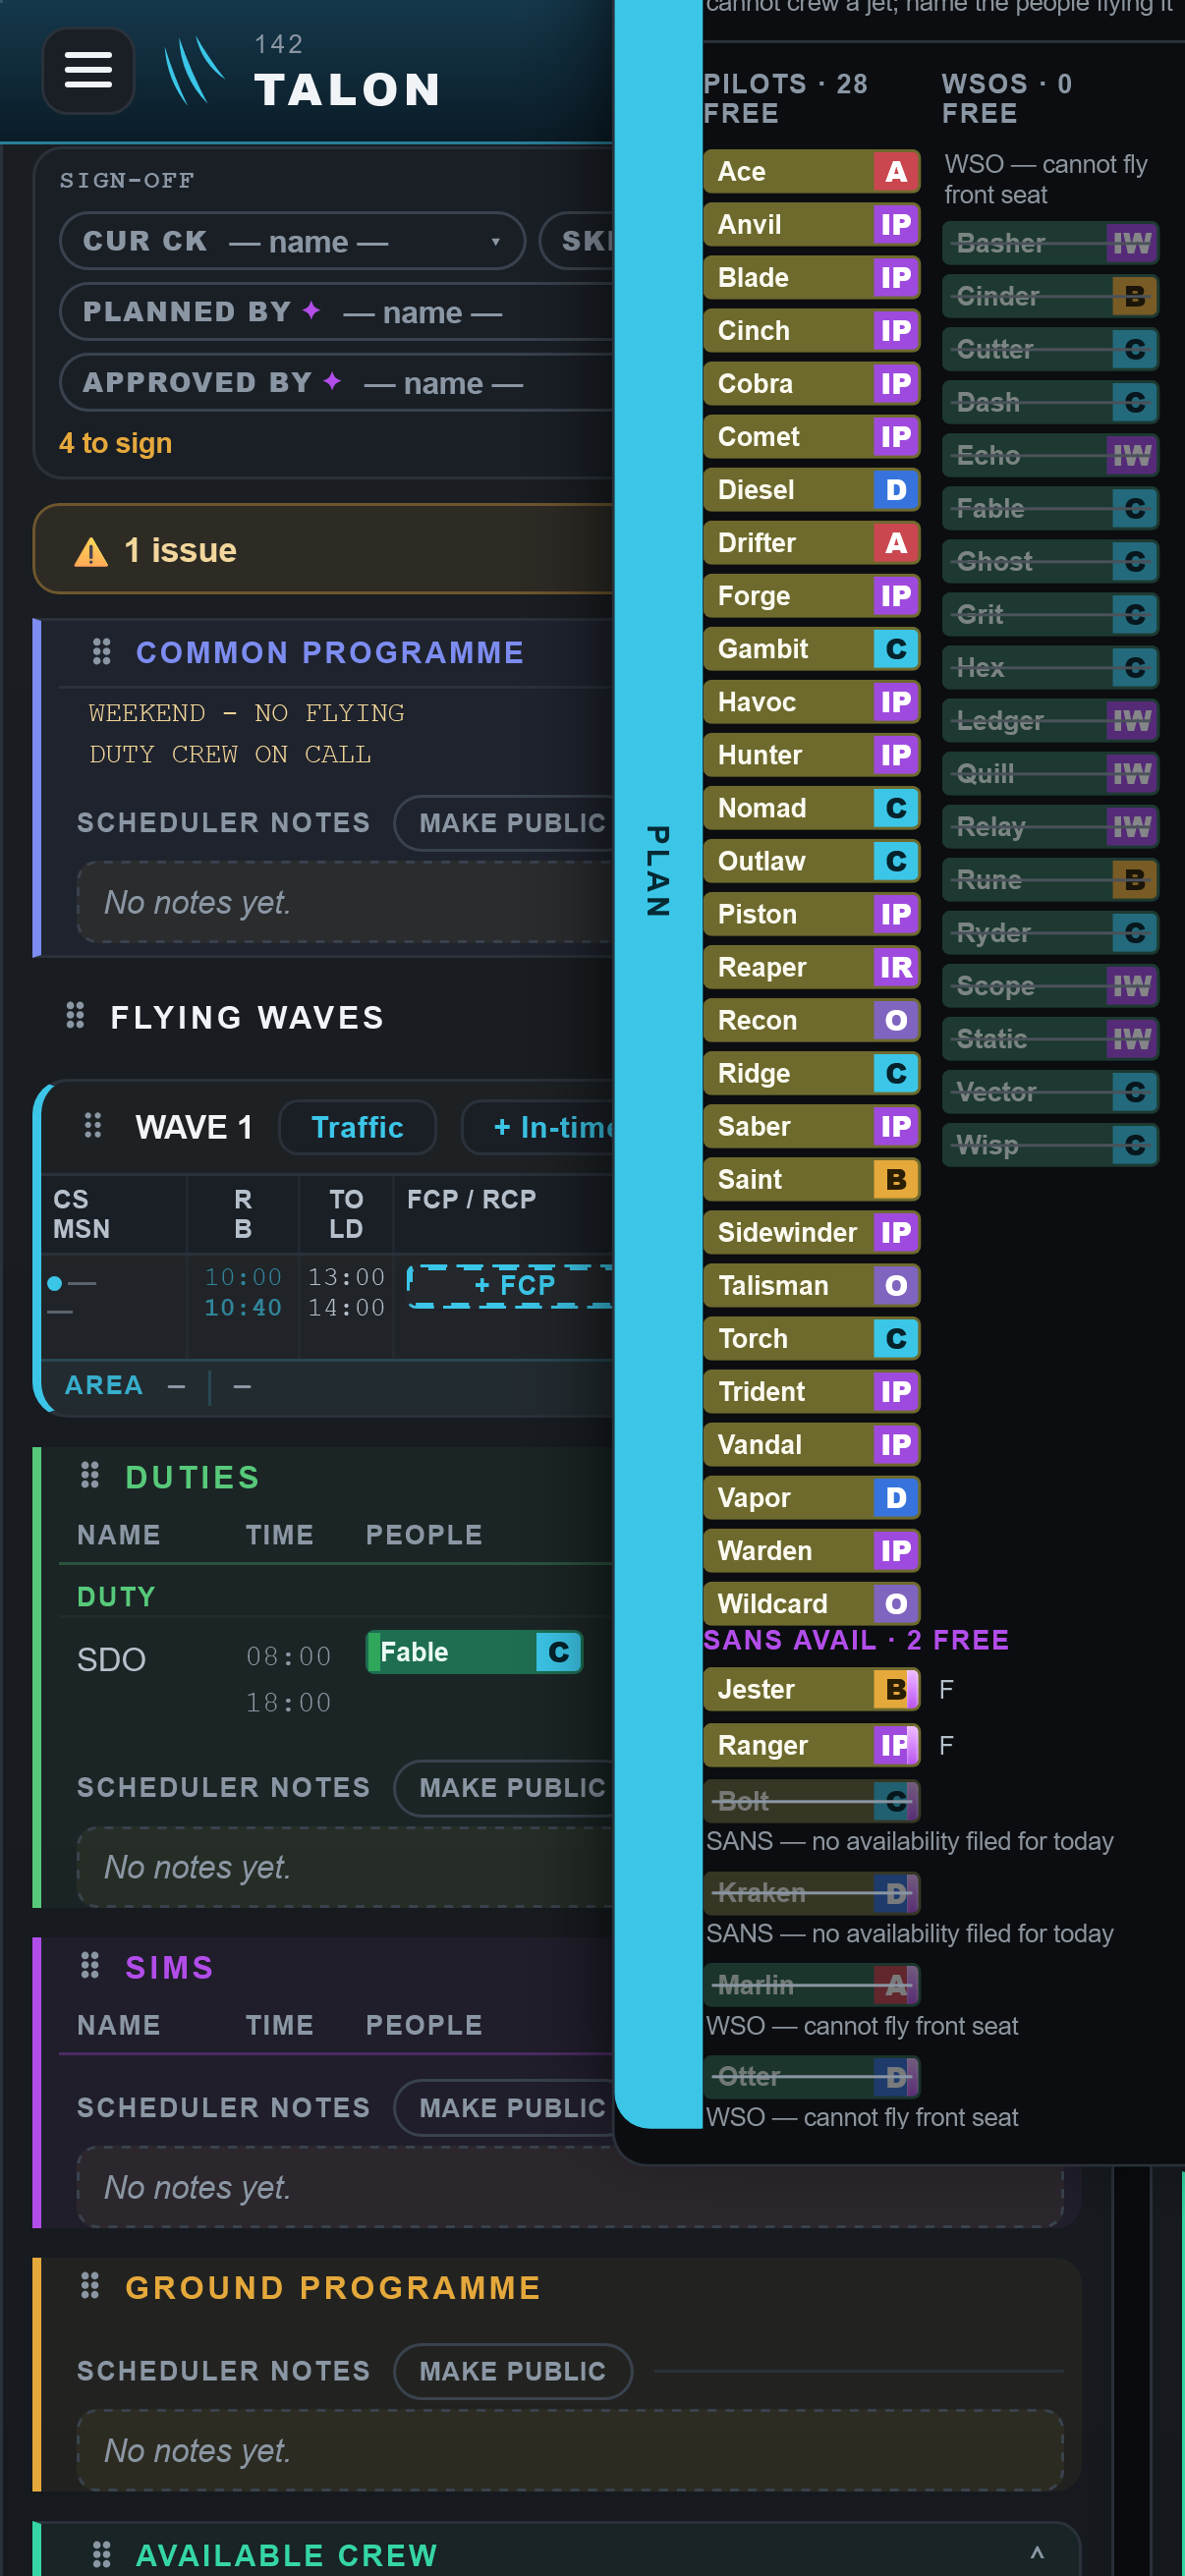 142
TALON
SIGN-OFF
CUR CK — name — ▾
PLANNED BY ✦ — name —
APPROVED BY ✦ — name —
4 to sign
1 issue
COMMON PROGRAMME
WEEKEND - NO FLYING
DUTY CREW ON CALL
SCHEDULER NOTES MAKE PUBLIC
No notes yet.
FLYING WAVES
WAVE 1 Traffic
CS R TO FCP / RCP
MSN B LD
— 10:00 13:00 + FCP
— 10:40 14:00
AREA — | —
DUTIES
NAME TIME PEOPLE
DUTY
SDO 08:00 Fable C
18:00
SCHEDULER NOTES MAKE PUBLIC
No notes yet.
SIMS
NAME TIME PEOPLE
SCHEDULER NOTES MAKE PUBLIC
No notes yet.
GROUND PROGRAMME
SCHEDULER NOTES MAKE PUBLIC
No notes yet.
AVAILABLE CREW ^
PLAN
cannot crew a jet; name the people flying it
PILOTS · 28
FREE
Ace A
Anvil IP
Blade IP
Cinch IP
Cobra IP
Comet IP
Diesel D
Drifter A
Forge IP
Gambit C
Havoc IP
Hunter IP
Nomad C
Outlaw C
Piston IP
Reaper IR
Recon O
Ridge C
Saber IP
Saint B
Sidewinder IP
Talisman O
Torch C
Trident IP
Vandal IP
Vapor D
Warden IP
Wildcard O
WSOS · 0
FREE
WSO — cannot fly
front seat
Basher IW
Cinder B
Cutter C
Dash C
Echo IW
Fable C
Ghost C
Grit C
Hex C
Ledger IW
Quill IW
Relay IW
Rune B
Ryder C
Scope IW
Static IW
Vector C
Wisp C
SANS AVAIL · 2 FREE
Jester B F
Ranger IP F
Bolt C
SANS — no availability filed for today
Kraken D
SANS — no availability filed for today
Marlin A
WSO — cannot fly front seat
Otter D
WSO — cannot fly front seat